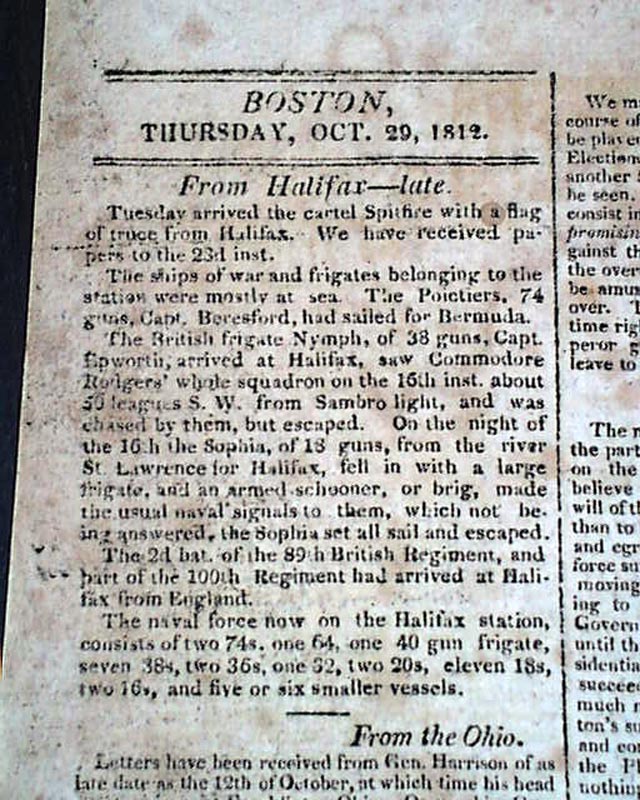 BOSTON,
THURSDAY, OCT. 29, 1812.
From Halifax—late.
Tuesday arrived the cartel Spitfire with a flag
of truce from Halifax. We have received pa-
pers to the 23d inst.
The ships of war and frigates belonging to the
station were mostly at sea. The Poictiers, 74
guns, Capt. Beresford, had sailed for Bermuda.
The British frigate Nymph, of 38 guns, Capt.
Epworth, arrived at Halifax, saw Commodore
Rodgers' whole squadron on the 16th inst. about
50 leagues S. W. from Sambro light, and was
chased by them, but escaped. On the night of
the 16th the Sophia, of 18 guns, from the river
St. Lawrence for Halifax, fell in with a large
frigate, and an armed schooner, or brig, made
the usual naval signals to them, which not be-
ing answered, the Sophia set all sail and escaped.
The 2d bat. of the 89th British Regiment, and
part of the 100th Regiment had arrived at Hali-
fax from England.
The naval force now on the Halifax station,
consists of two 74s, one 64, one 40 gun frigate,
seven 38s, two 36s, one 32, two 20s, eleven 18s,
two 16s, and five or six smaller vessels.
From the Ohio.
Letters have been received from Gen. Harrison of as
late date as the 12th of October, at which time his head
We
course of
be playe
Election
another
be seen.
consist i
promisin
gainst th
the over
be amus
over.
time rig
peror
leave to
The
the part
on the
believe
will of t
than to
and egr
force su
moving
ing to
Govern
until th
sidentia
succee
much
ton's su
and co
the
nothin